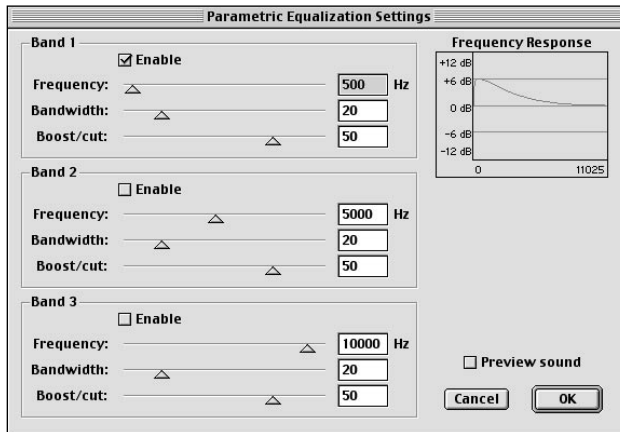 Parametric Equalization Settings
Band 1
Enable
Frequency: 500 Hz
Bandwidth: 20
Boost/cut: 50
Band 2
Enable
Frequency: 5000 Hz
Bandwidth: 20
Boost/cut: 50
Band 3
Enable
Frequency: 10000 Hz
Bandwidth: 20
Boost/cut: 50
Frequency Response
+12 dB
+6 dB
0 dB
-6 dB
-12 dB
0 11025
Preview sound
Cancel OK